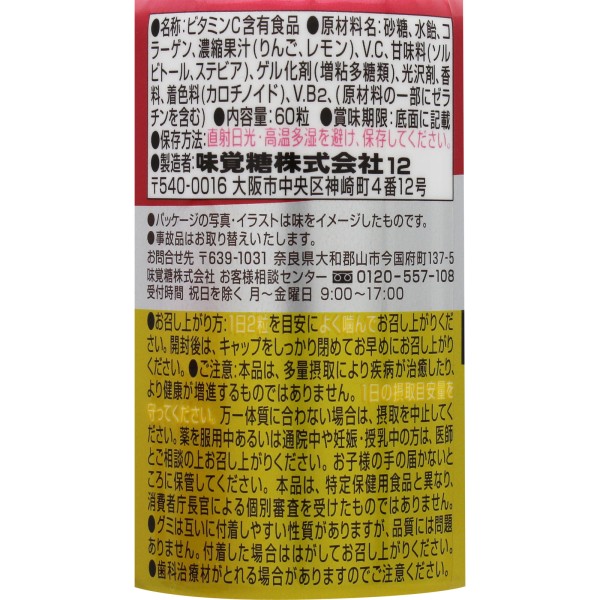 ●名称:ビタミンC含有食品 ●原材料名:砂糖、水飴、コ
ラーゲン、濃縮果汁(りんご、レモン)、V.C、甘味料(ソル
ビトール、ステビア)、ゲル化剤(増粘多糖類)、光沢剤、香
料、着色料(カロチノイド)、V.B2、(原材料の一部にゼラ
チンを含む) ●内容量:60粒 ●賞味期限:底面に記載
●保存方法:直射日光・高温多湿を避け、保存してください。
●製造者:味覚糖株式会社12
〒540-0016 大阪市中央区神崎町4番12号
●パッケージの写真・イラストは味をイメージしたものです。
●事故品はお取り替えいたします。
お問合せ先 〒639-1031 奈良県大和郡山市今国府町137-5
味覚糖株式会社 お客様相談センター 0120-557-108
受付時間 祝日を除く 月～金曜日 9:00～17:00
●お召し上がり方:1日2粒を目安によく噛んでお召し上がりくだ
さい。開封後は、キャップをしっかり閉めてお早めにお召し上がり
ください。●ご注意:本品は、多量摂取により疾病が治癒したり、
より健康が増進するものではありません。1日の摂取目安量を
守ってください。万一体質に合わない場合は、摂取を中止してく
ださい。薬を服用中あるいは通院中や妊娠・授乳中の方は、医師
とご相談の上お召し上がりください。お子様の手の届かないと
ころに保管してください。本品は、特定保健用食品と異なり、
消費者庁長官による個別審査を受けたものではありません。
●グミは互いに付着しやすい性質がありますが、品質には問題
ありません。付着した場合ははがしてお召し上がりください。
●歯科治療材がとれる場合がありますのでご注意ください。